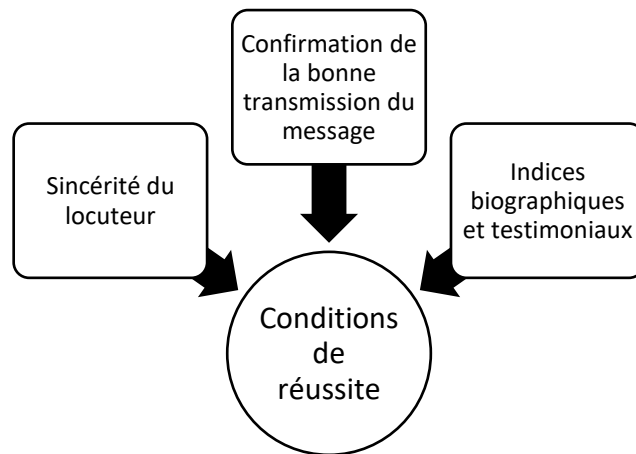 Confirmation de
la bonne
transmission du
message
Sincérité du
locuteur
Indices
biographiques
et testimoniaux
Conditions
de
réussite